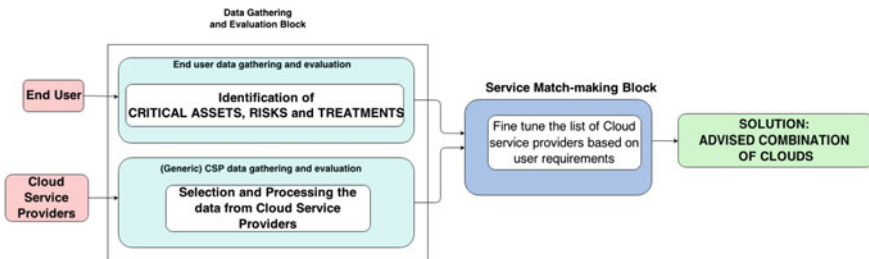 Data Gathering
and Evaluation Block
End User
End user data gathering and evaluation
Identification of
CRITICAL ASSETS, RISKS and TREATMENTS
Cloud
Service
Providers
(Generic) CSP data gathering and evaluation
Selection and Processing the
data from Cloud Service
Providers
Service Match-making Block
Fine tune the list of Cloud
service providers based on
user requirements
SOLUTION:
ADVISED COMBINATION
OF CLOUDS